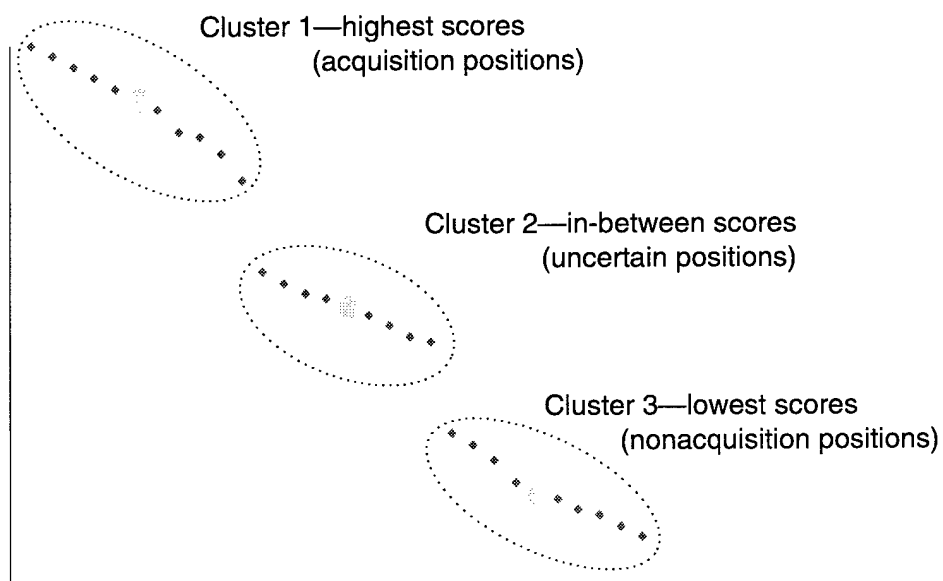 Cluster 1—highest scores
(acquisition positions)
Cluster 2—in-between scores
(uncertain positions)
Cluster 3—lowest scores
(nonacquisition positions)